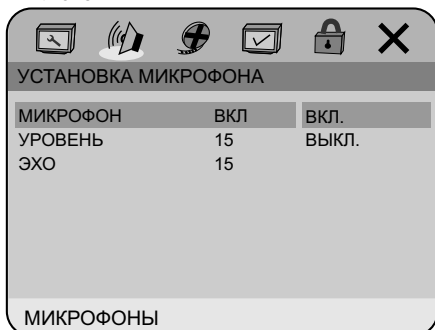 УСТАНОВКА МИКРОФОНА
МИКРОФОН ВКЛ ВКЛ.
УРОВЕНЬ 15 ВЫКЛ.
ЭХО 15
МИКРОФОНЫ